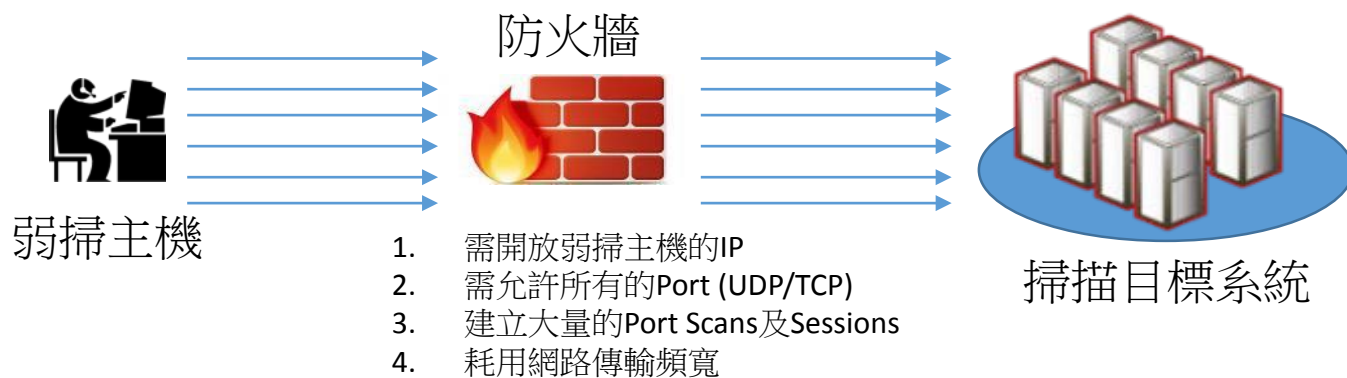 防火牆
弱掃主機
1. 需開放弱掃主機的IP
2. 需允許所有的Port (UDP/TCP)
3. 建立大量的Port Scans及Sessions
4. 耗用網路傳輸頻寬
掃描目標系統